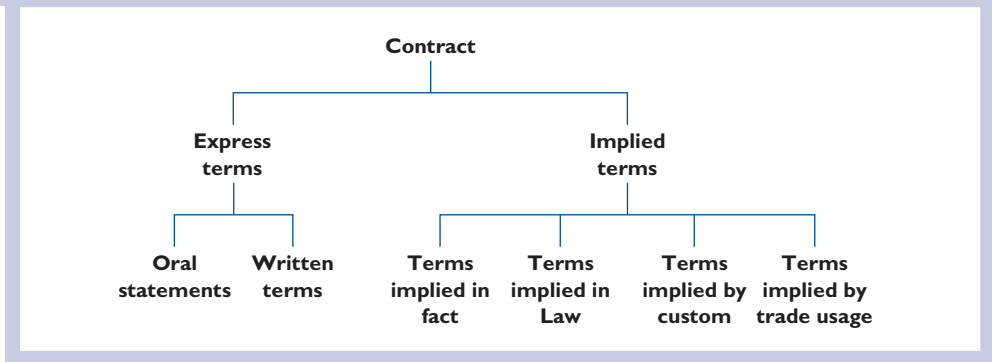 Contract
Express
terms
Implied
terms
Oral
statements
Written
terms
Terms
implied in
fact
Terms
implied in
Law
Terms
implied by
custom
Terms
implied by
trade usage